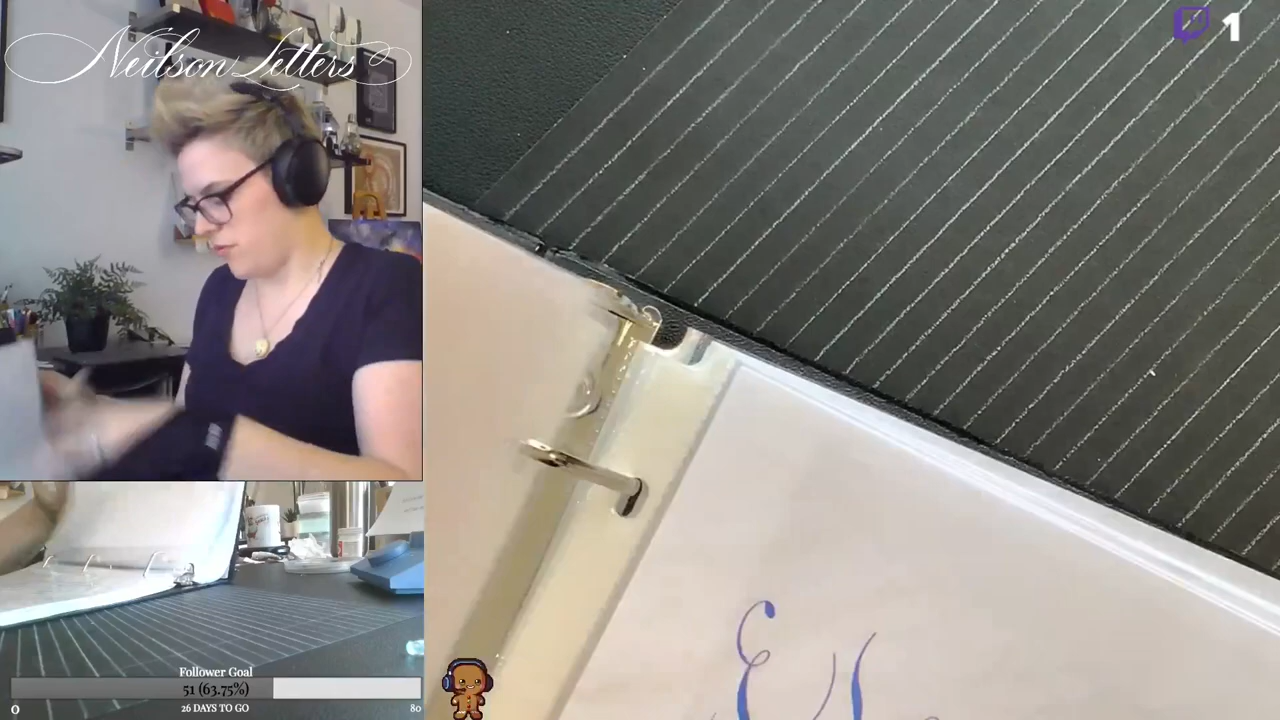 Neilson Letters
1
Follower Goal
51 (63.75%)
0
26 DAYS TO GO
80